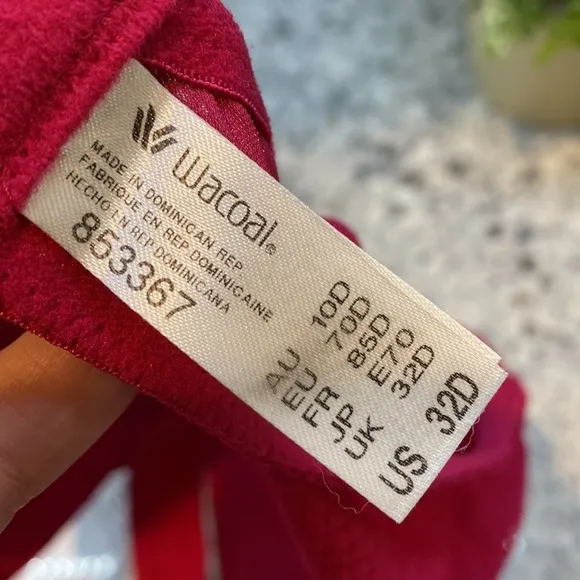 wacoal®
MADE IN DOMINICAN REP
FABRIQUE EN REP DOMINICAINE
HECHO EN REP. DOMINICANA
853367
AU 10D
EU 70D
FR 85D
JP E70
UK 32D
US 32D